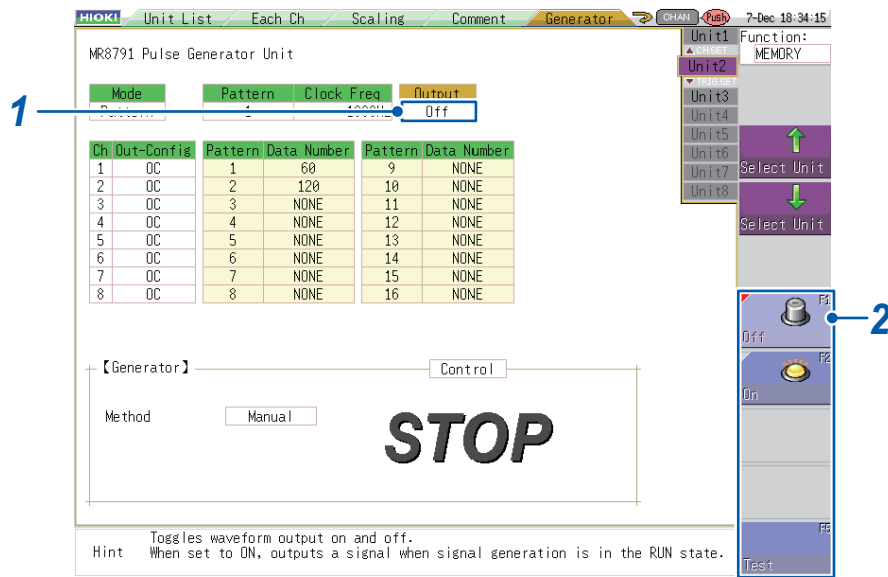 HIOKI Unit List Each Ch Scaling Comment Generator CHAN Push 7-Dec 18:34:15
MR8791 Pulse Generator Unit
Mode Pattern Clock Freq Output
1 Off
Ch Out-Config Pattern Data Number Pattern Data Number
1 OC 1 60 9 NONE
2 OC 2 120 10 NONE
3 OC 3 NONE 11 NONE
4 OC 4 NONE 12 NONE
5 OC 5 NONE 13 NONE
6 OC 6 NONE 14 NONE
7 OC 7 NONE 15 NONE
8 OC 8 NONE 16 NONE
【Generator】 Control
Method Manual
STOP
Hint Toggles waveform output on and off.
When set to ON, outputs a signal when signal generation is in the RUN state.
Unit1
▲CH.SET
Unit2
▼TRIG.SET
Unit3
Unit4
Unit5
Unit6
Unit7
Unit8
Function:
MEMORY
Select Unit
Select Unit
F1
Off
2
F2
On
F5
Test